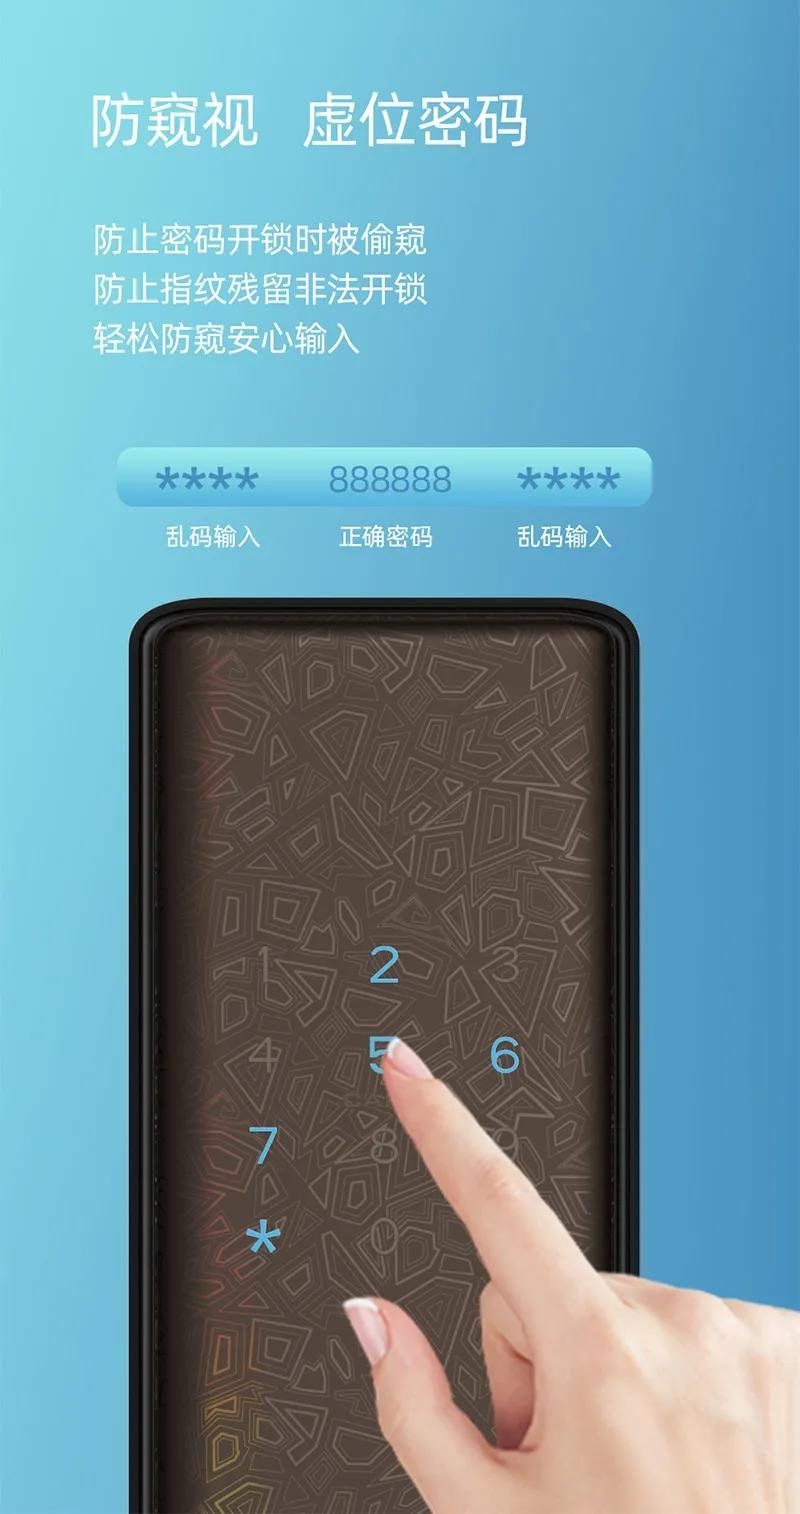 防窥视 虚位密码
防止密码开锁时被偷窥
防止指纹残留非法开锁
轻松防窥安心输入
**** 888888 ****
乱码输入 正确密码 乱码输入
1 2 3
4 5 6
7 8 9
* 0